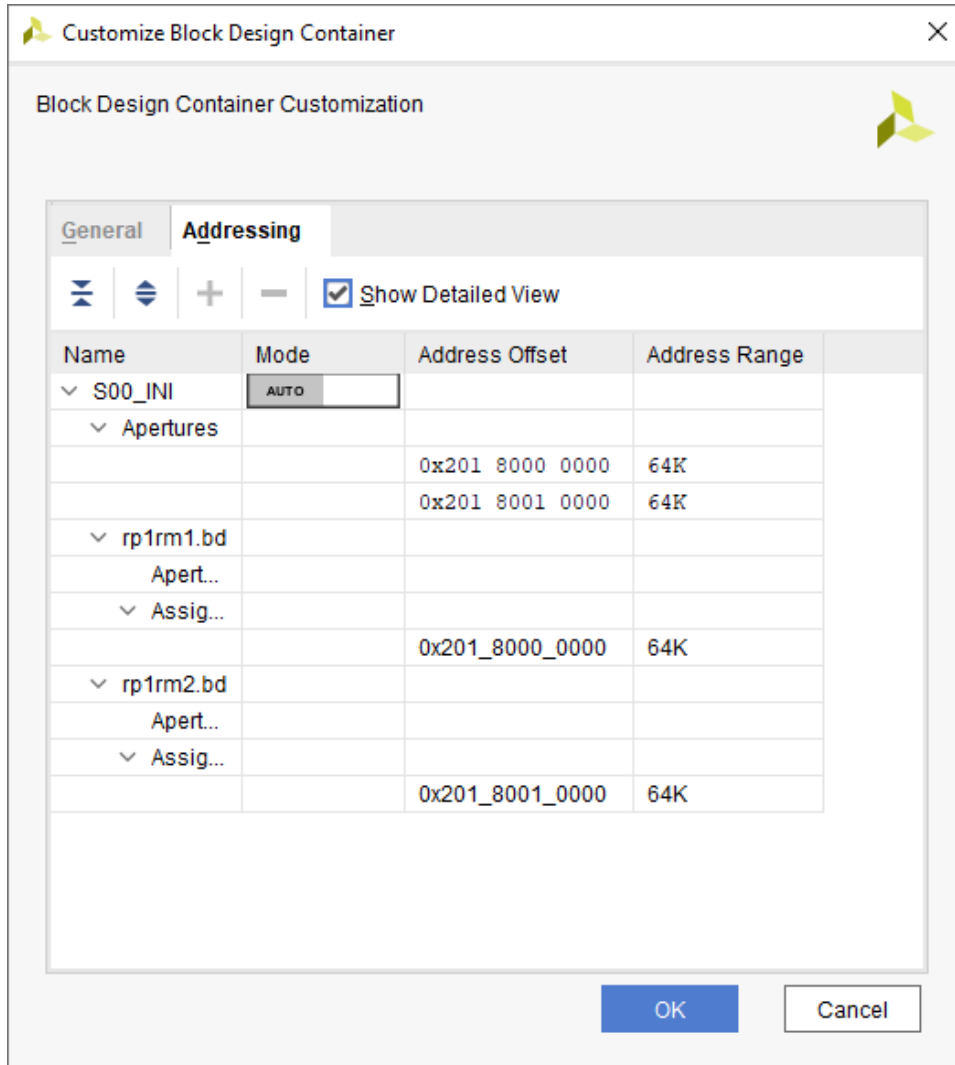 Customize Block Design Container
Block Design Container Customization
General Addressing
Show Detailed View
Name Mode Address Offset Address Range
S00_INI AUTO
Apertures
0x201 8000 0000 64K
0x201 8001 0000 64K
rp1rm1.bd
Apert...
Assig...
0x201_8000_0000 64K
rp1rm2.bd
Apert...
Assig...
0x201_8001_0000 64K
OK Cancel